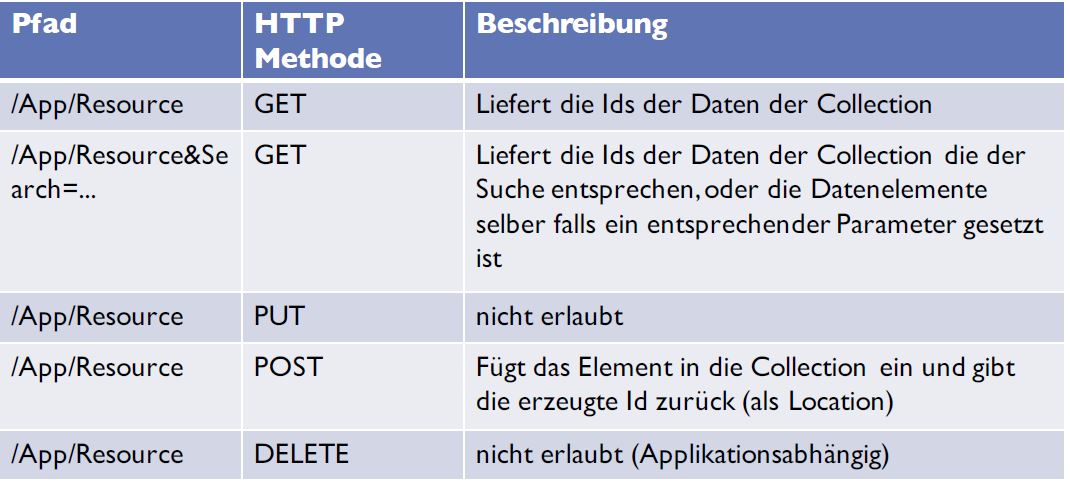 Pfad HTTP Methode Beschreibung
/App/Resource GET Liefert die Ids der Daten der Collection
/App/Resource&Se GET Liefert die Ids der Daten der Collection die der
arch=... Suche entsprechen, oder die Datenelemente
selber falls ein entsprechender Parameter gesetzt
ist
/App/Resource PUT nicht erlaubt
/App/Resource POST Fügt das Element in die Collection ein und gibt
die erzeugte Id zurück (als Location)
/App/Resource DELETE nicht erlaubt (Applikationsabhängig)